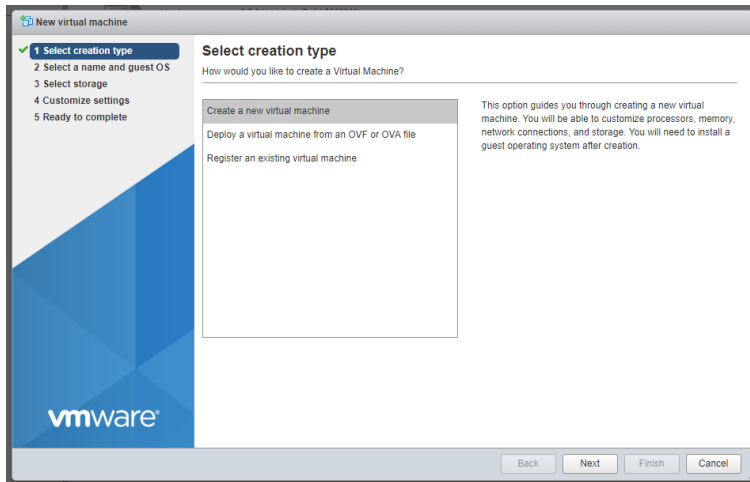 New virtual machine
1 Select creation type
2 Select a name and guest OS
3 Select storage
4 Customize settings
5 Ready to complete
Select creation type
How would you like to create a Virtual Machine?
Create a new virtual machine
Deploy a virtual machine from an OVF or OVA file
Register an existing virtual machine
This option guides you through creating a new virtual
machine. You will be able to customize processors, memory,
network connections, and storage. You will need to install a
guest operating system after creation.
vmware®
Back
Next
Finish
Cancel